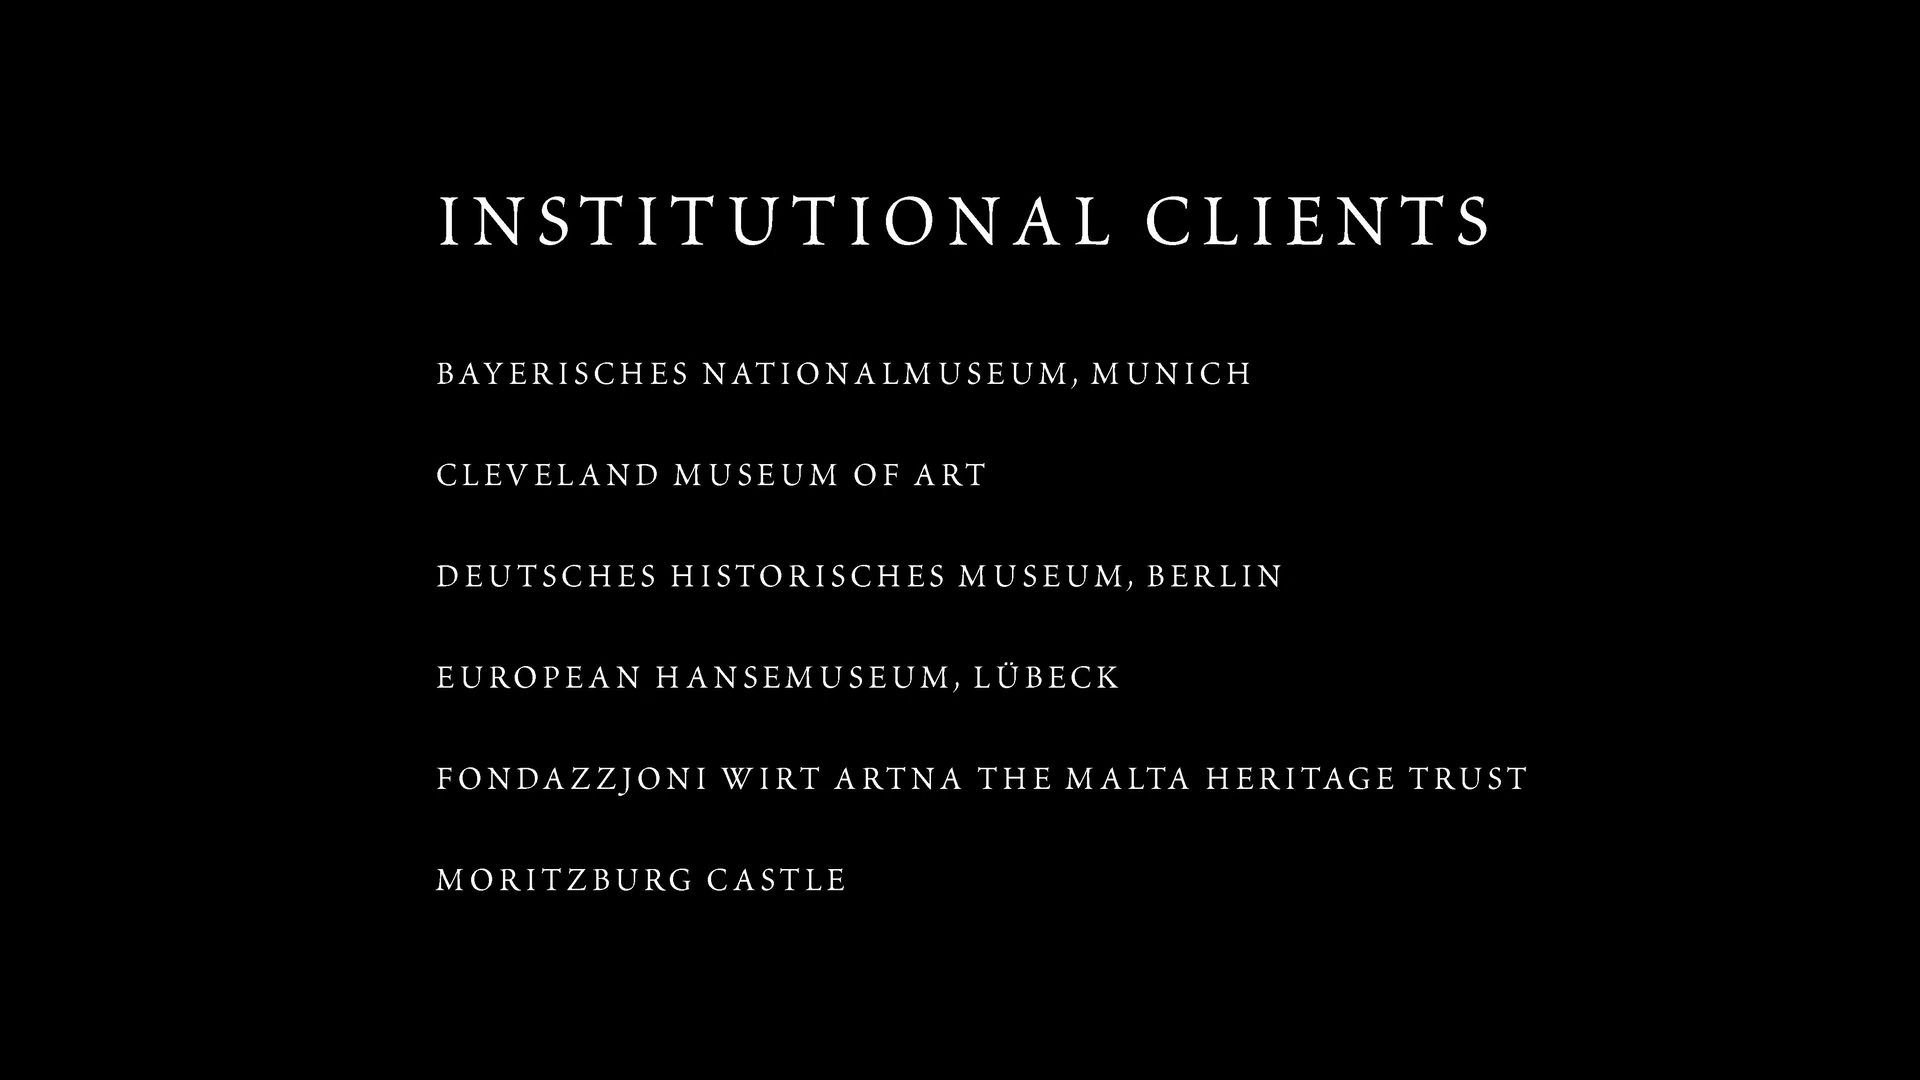 INSTITUTIONAL CLIENTS
BAYERISCHES NATIONALMUSEUM, MUNICH
CLEVELAND MUSEUM OF ART
DEUTSCHES HISTORISCHES MUSEUM, BERLIN
EUROPEAN HANSEMUSEUM, LÜBECK
FONDAZZJONI WIRT ARTNA THE MALTA HERITAGE TRUST
MORITZBURG CASTLE